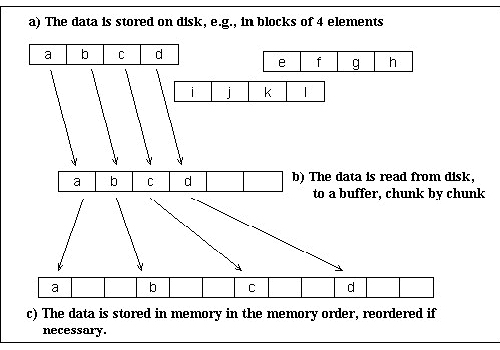 a) The data is stored on disk, e.g., in blocks of 4 elements
a b c d
e f g h
i j k l
a b c d
b) The data is read from disk,
to a buffer, chunk by chunk
a b c d
c) The data is stored in memory in the memory order, reordered if
necessary.